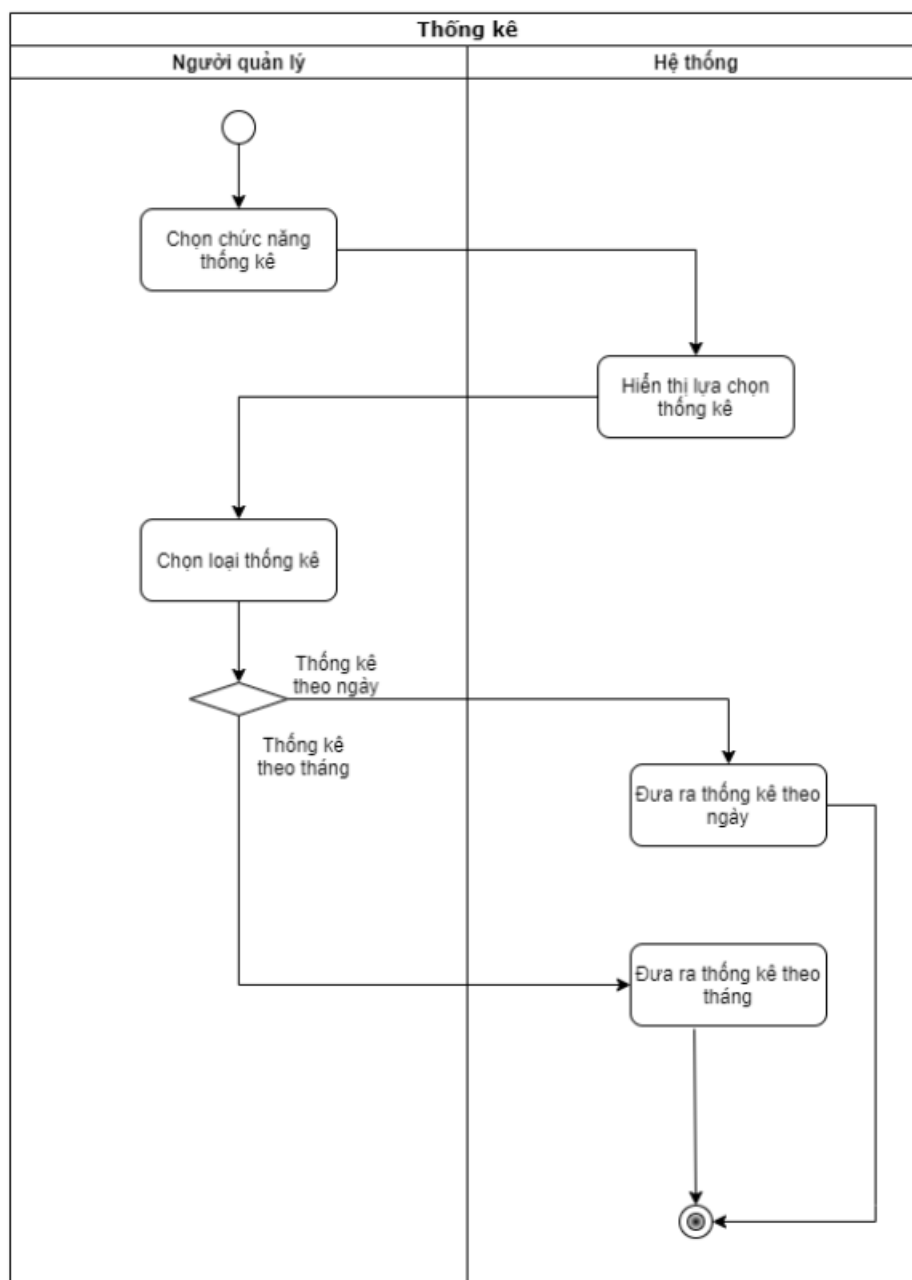 Thống kê
Người quản lý
Hệ thống
Chọn chức năng
thống kê
Hiển thị lựa chọn
thống kê
Chọn loại thống kê
Thống kê
theo ngày
Thống kê
theo tháng
Đưa ra thống kê theo
ngày
Đưa ra thống kê theo
tháng